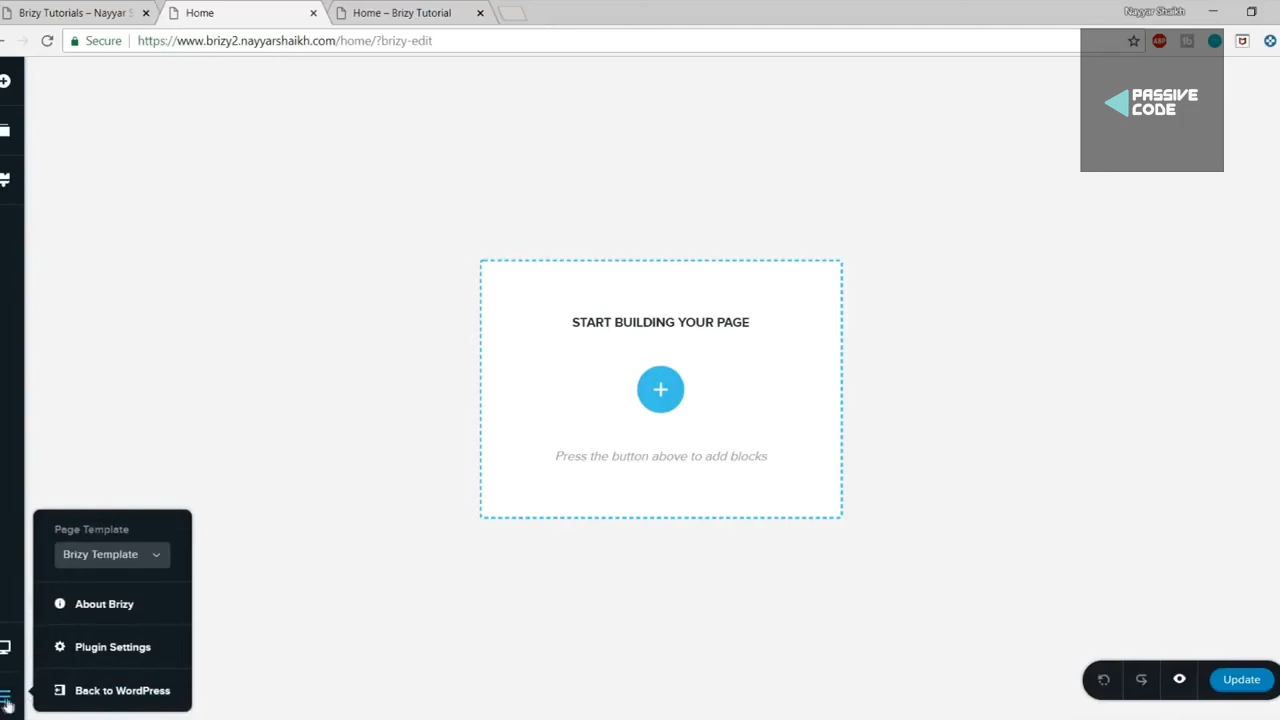 Brizy Tutorials – Nayyar S
Home
Home – Brizy Tutorial
Nayyar Shaikh
Secure
https://www.brizy2.nayyarshaikh.com/home/?brizy-edit
ABP
PASSIVE
CODE
START BUILDING YOUR PAGE
Press the button above to add blocks
Page Template
Brizy Template
About Brizy
Plugin Settings
Back to WordPress
Update